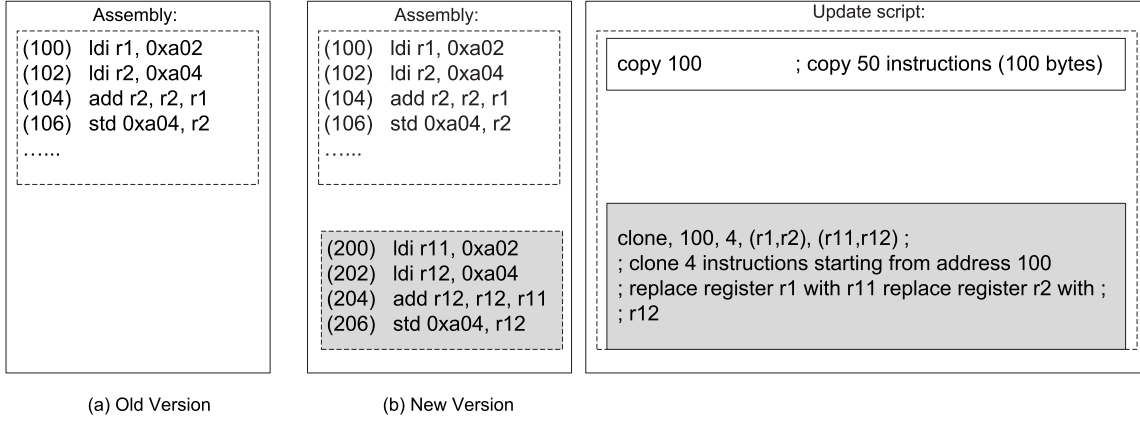 Assembly:
(100) ldi r1, 0xa02
(102) ldi r2, 0xa04
(104) add r2, r2, r1
(106) std 0xa04, r2
…...
(a) Old Version
Assembly:
(100) ldi r1, 0xa02
(102) ldi r2, 0xa04
(104) add r2, r2, r1
(106) std 0xa04, r2
…...
(200) ldi r11, 0xa02
(202) ldi r12, 0xa04
(204) add r12, r12, r11
(206) std 0xa04, r12
(b) New Version
Update script:
copy 100 ; copy 50 instructions (100 bytes)
clone, 100, 4, (r1,r2), (r11,r12) ;
; clone 4 instructions starting from address 100
; replace register r1 with r11 replace register r2 with ;
; r12